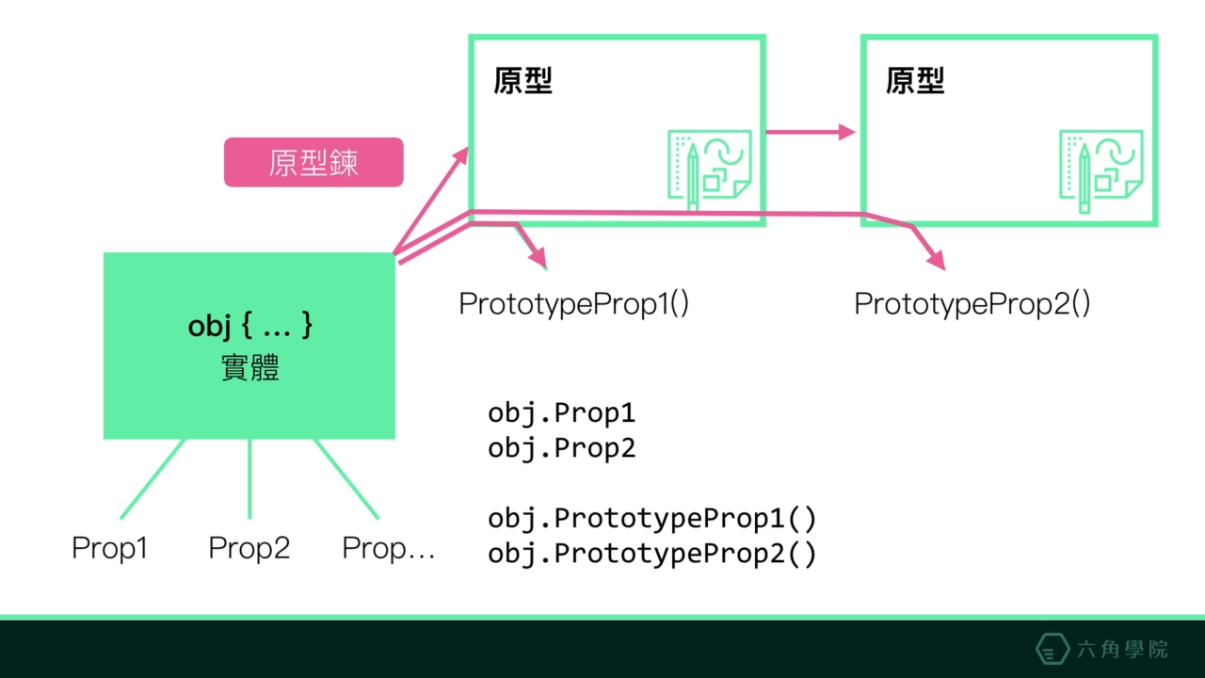 原型
原型
原型鍊
PrototypeProp1()
PrototypeProp2()
obj { ... }
實體
Prop1
Prop2
Prop...
obj.Prop1
obj.Prop2
obj.PrototypeProp1()
obj.PrototypeProp2()
六角學院